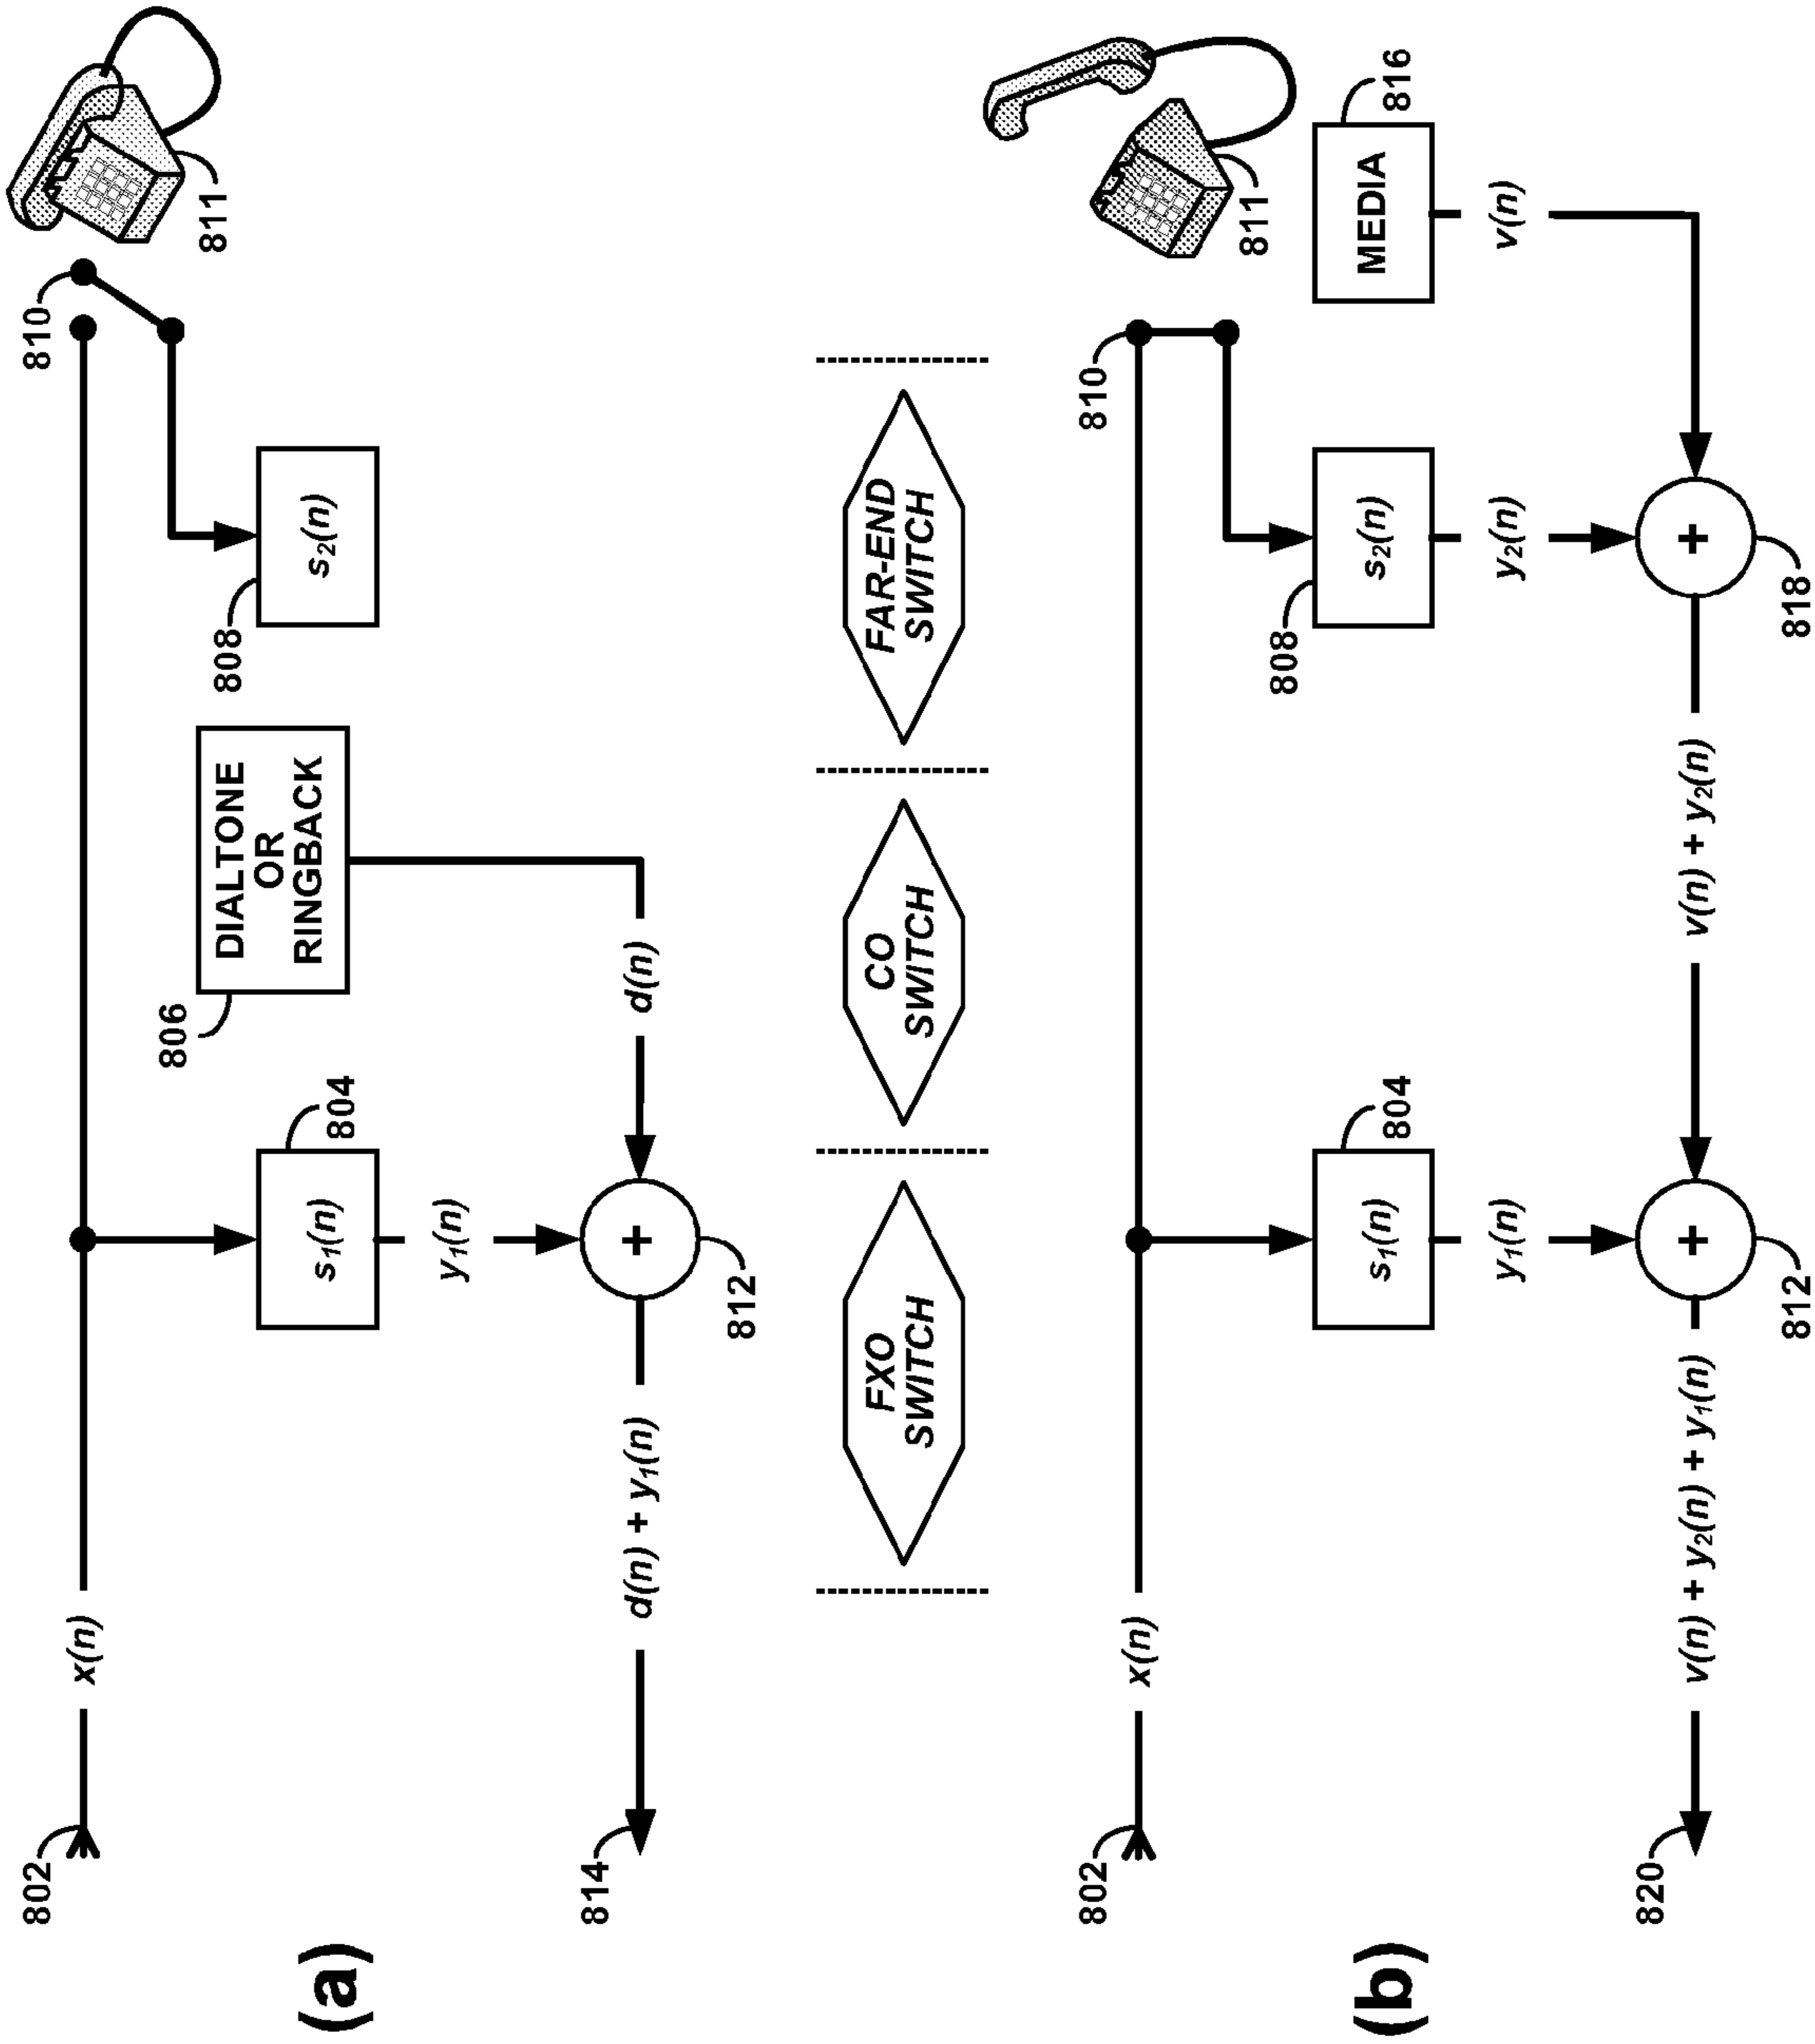 (a)
802
x(n)
810
811
804
s₁(n)
y₁(n)
806
DIALTONE
OR
RINGBACK
808
s₂(n)
814
d(n) + y₁(n)
+
812
d(n)
FXO
SWITCH
CO
SWITCH
FAR-END
SWITCH
(b)
802
x(n)
810
811
804
s₁(n)
y₁(n)
808
s₂(n)
y₂(n)
MEDIA
816
v(n)
820
v(n) + y₂(n) + y₁(n)
+
812
v(n) + y₂(n)
+
818